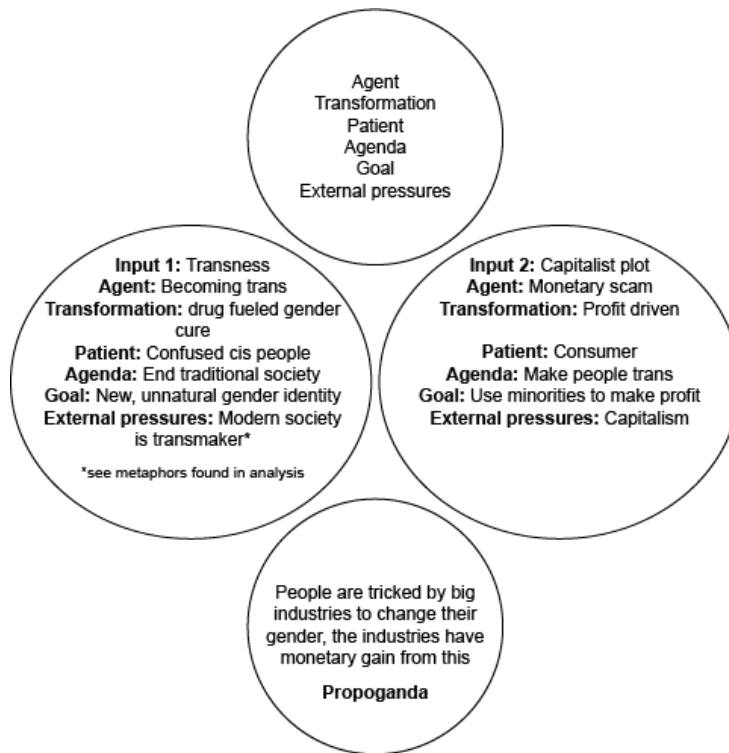 Agent
Transformation
Patient
Agenda
Goal
External pressures
Input 1: Transness
Agent: Becoming trans
Transformation: drug fueled gender
cure
Patient: Confused cis people
Agenda: End traditional society
Goal: New, unnatural gender identity
External pressures: Modern society
is transmaker*
*see metaphors found in analysis
Input 2: Capitalist plot
Agent: Monetary scam
Transformation: Profit driven
Patient: Consumer
Agenda: Make people trans
Goal: Use minorities to make profit
External pressures: Capitalism
People are tricked by big
industries to change their
gender, the industries have
monetary gain from this
Propoganda